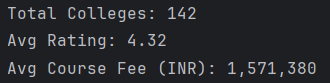 Total Colleges: 142
Avg Rating: 4.32
Avg Course Fee (INR): 1,571,380